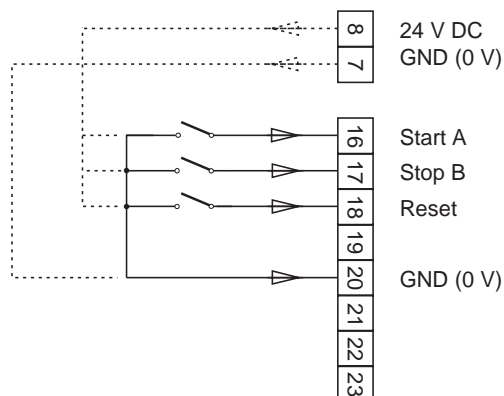 8 24 V DC
7 GND (0 V)
16 Start A
17 Stop B
18 Reset
19
20 GND (0 V)
21
22
23